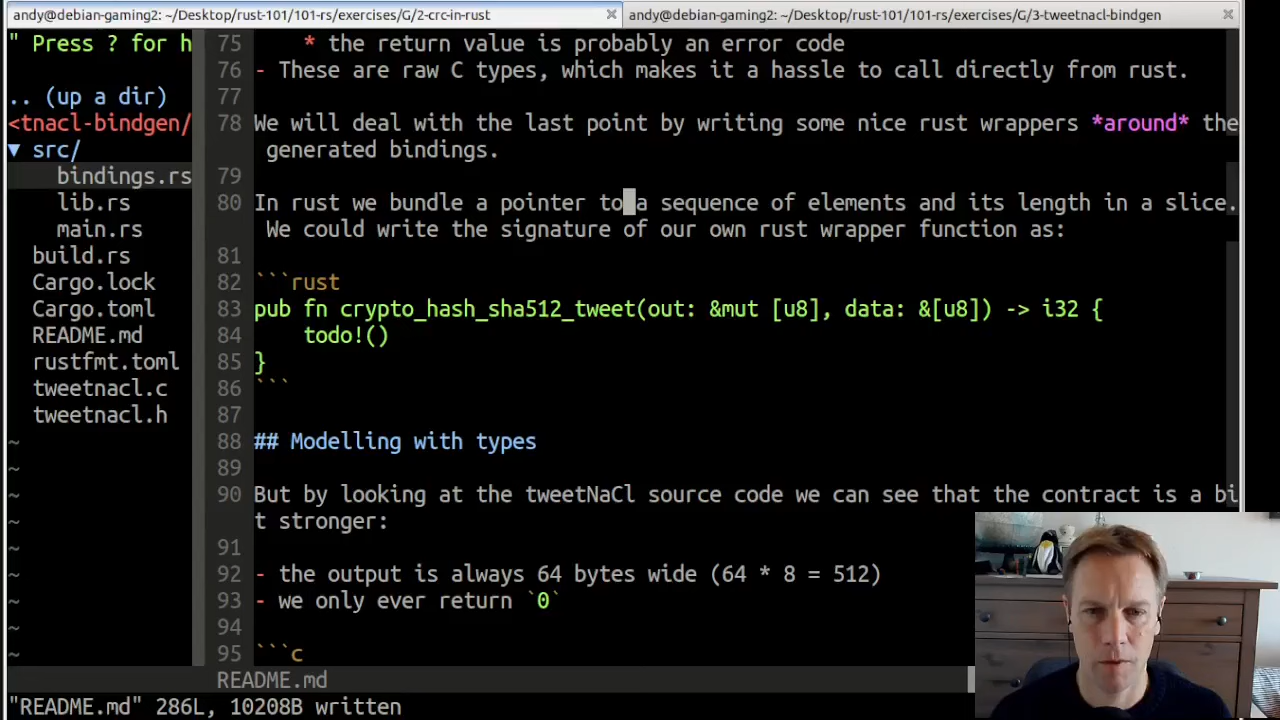 andy@debian-gaming2: ~/Desktop/rust-101/101-rs/exercises/G/2-crc-in-rust × andy@debian-gaming2: ~/Desktop/rust-101/101-rs/exercises/G/3-tweetnacl-bindgen ×
" Press ? for h
.. (up a dir)
<tnacl-bindgen/
▼ src/
bindings.rs
lib.rs
main.rs
build.rs
Cargo.lock
Cargo.toml
README.md
rustfmt.toml
tweetnacl.c
tweetnacl.h
~
~
~
~
~
~
~
~
~
75 * the return value is probably an error code
76 - These are raw C types, which makes it a hassle to call directly from rust.
77
78 We will deal with the last point by writing some nice rust wrappers *around* the
generated bindings.
79
80 In rust we bundle a pointer to a sequence of elements and its length in a slice.
We could write the signature of our own rust wrapper function as:
81
82 ```rust
83 pub fn crypto_hash_sha512_tweet(out: &mut [u8], data: &[u8]) -> i32 {
84 todo!()
85 }
86 ```
87
88 ## Modelling with types
89
90 But by looking at the tweetNaCl source code we can see that the contract is a bi
t stronger:
91
92 - the output is always 64 bytes wide (64 * 8 = 512)
93 - we only ever return `0`
94
95 ```c
README.md
"README.md" 286L, 10208B written